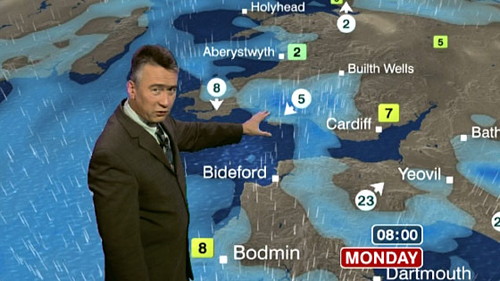 Holyhead
2
Aberystwyth 2
5
Builth Wells
8
5
Cardiff 7
Bath
Bideford
Yeovil
23
2
8 Bodmin
08:00
MONDAY
Dartmouth